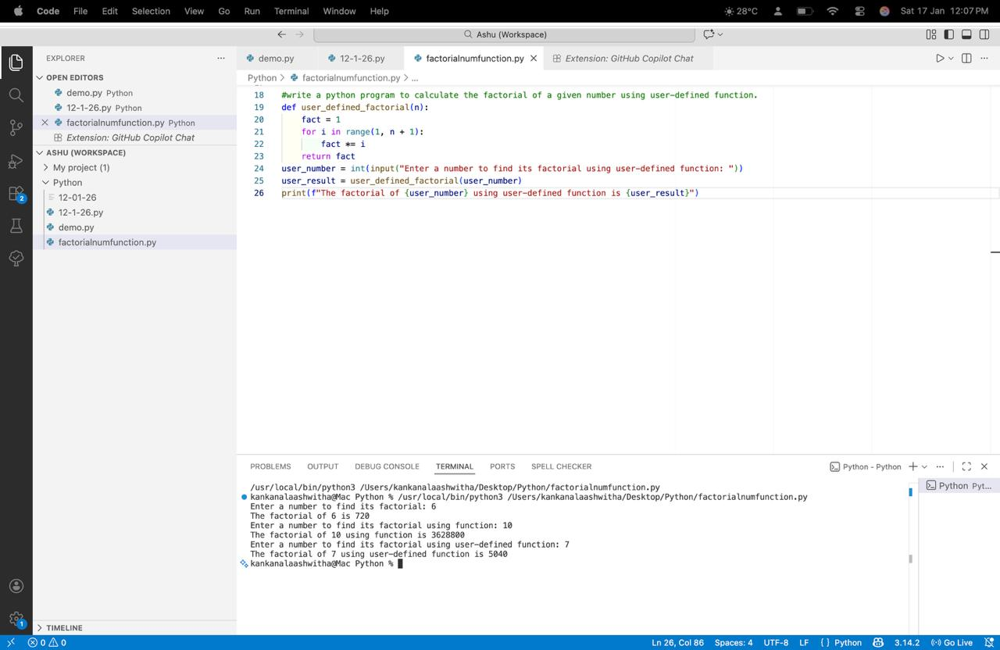 Code File Edit Selection View Go Run Terminal Window Help 28°C Sat 17 Jan 12:07 PM
Ashu (Workspace)
EXPLORER
OPEN EDITORS
demo.py Python
12-1-26.py Python
factorialnumfunction.py Python
Extension: GitHub Copilot Chat
ASHU (WORKSPACE)
My project (1)
Python
12-01-26
12-1-26.py
demo.py
factorialnumfunction.py
TIMELINE
2
1
demo.py 12-1-26.py factorialnumfunction.py Extension: GitHub Copilot Chat
Python > factorialnumfunction.py > ...
18 #write a python program to calculate the factorial of a given number using user-defined function.
19 def user_defined_factorial(n):
20     fact = 1
21     for i in range(1, n + 1):
22         fact *= i
23     return fact
24 user_number = int(input("Enter a number to find its factorial using user-defined function: "))
25 user_result = user_defined_factorial(user_number)
26 print(f"The factorial of {user_number} using user-defined function is {user_result}")
PROBLEMS OUTPUT DEBUG CONSOLE TERMINAL PORTS SPELL CHECKER Python - Python
/usr/local/bin/python3 /Users/kankanalaashwitha/Desktop/Python/factorialnumfunction.py
kankanalaashwitha@Mac Python % /usr/local/bin/python3 /Users/kankanalaashwitha/Desktop/Python/factorialnumfunction.py
Enter a number to find its factorial: 6
The factorial of 6 is 720
Enter a number to find its factorial using function: 10
The factorial of 10 using function is 3628800
Enter a number to find its factorial using user-defined function: 7
The factorial of 7 using user-defined function is 5040
kankanalaashwitha@Mac Python %
Python Pyt...
0 0 Ln 26, Col 86 Spaces: 4 UTF-8 LF { } Python 3.14.2 Go Live